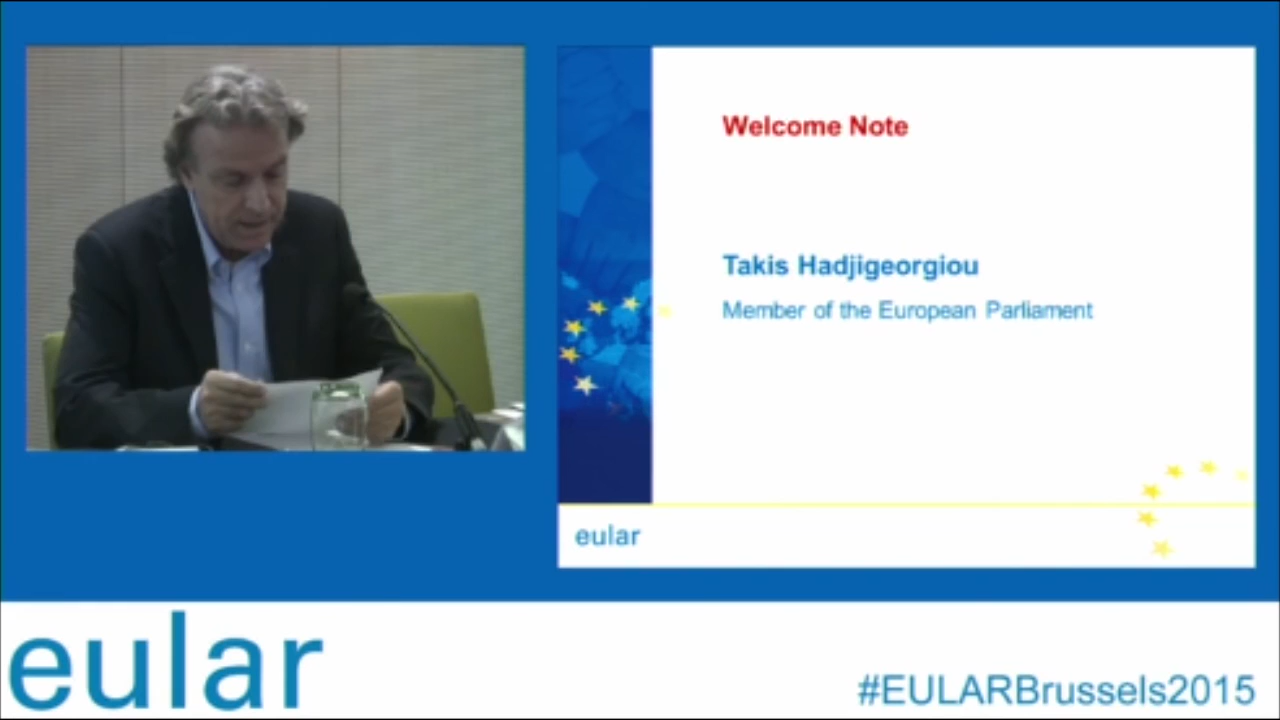 Welcome Note
Takis Hadjigeorgiou
Member of the European Parliament
eular
eular
#EULARBrussels2015